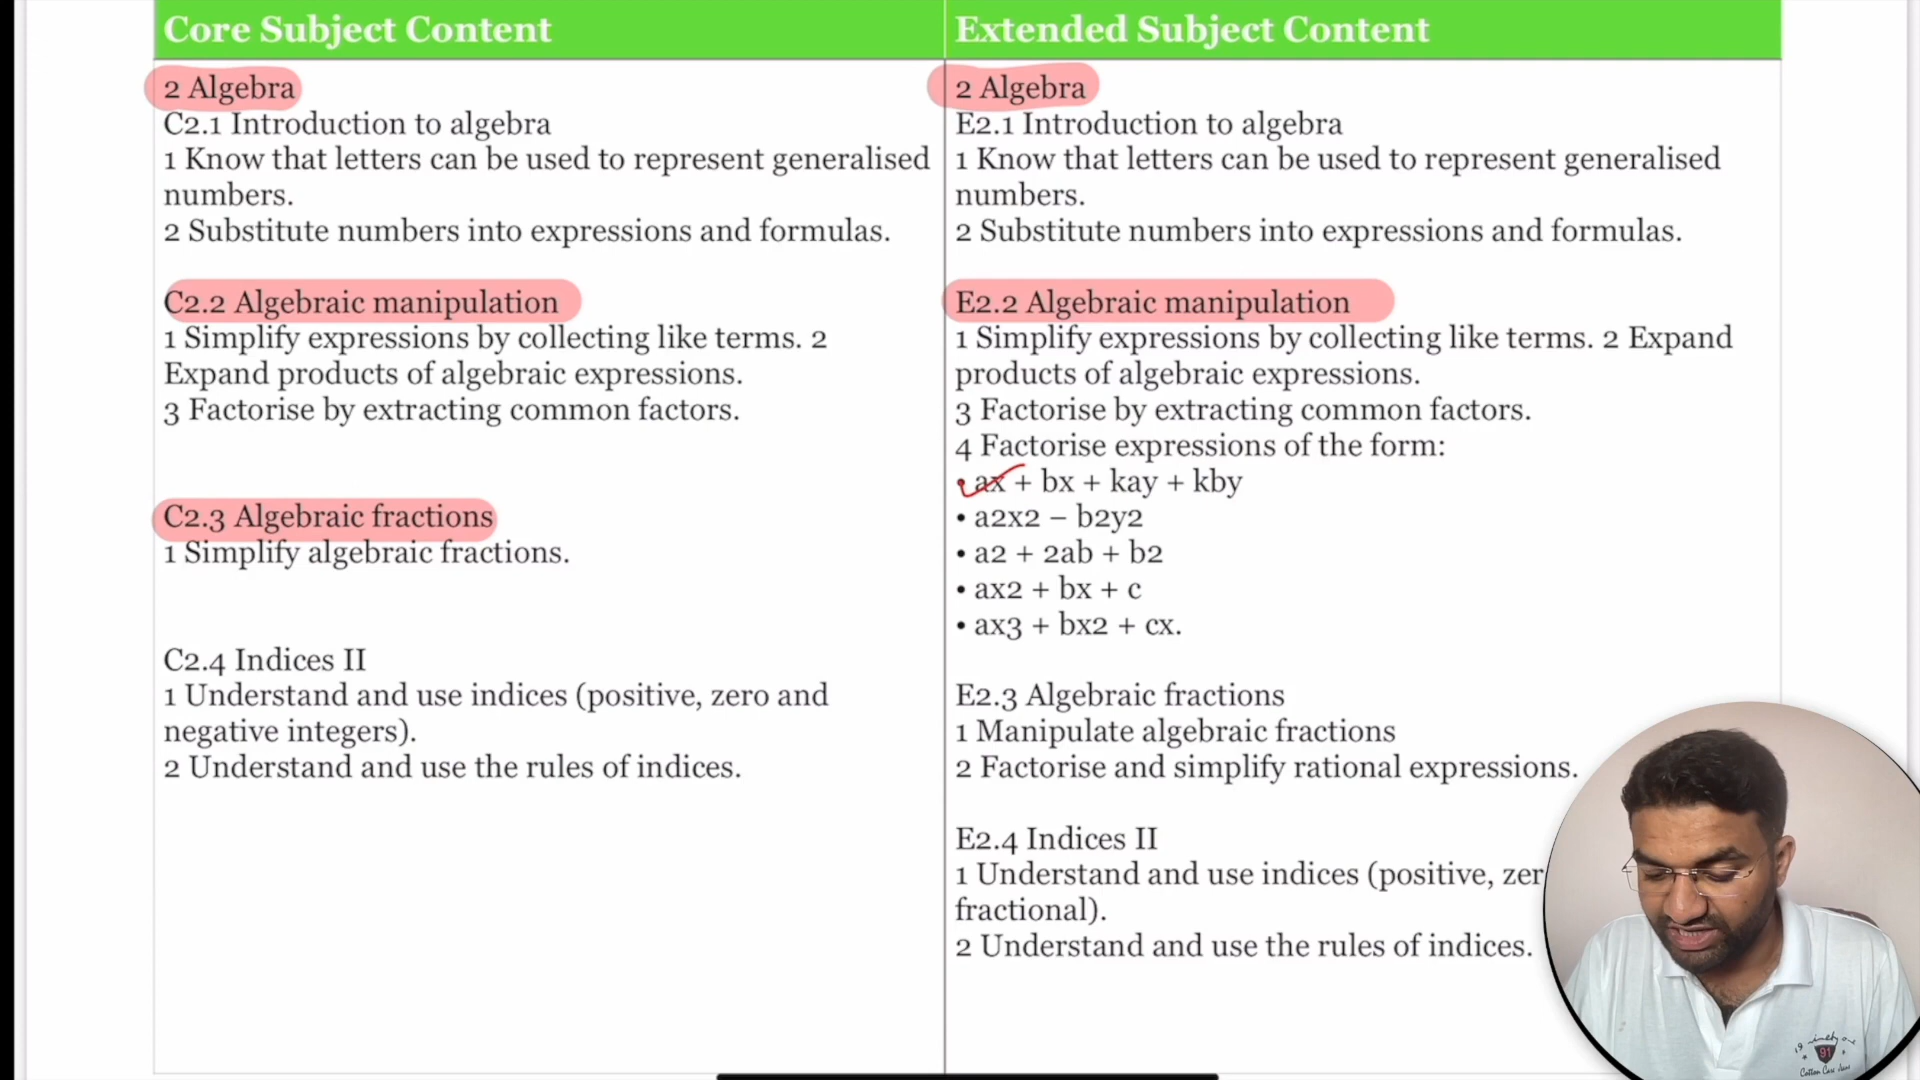 Core Subject Content
2 Algebra
C2.1 Introduction to algebra
1 Know that letters can be used to represent generalised
numbers.
2 Substitute numbers into expressions and formulas.
C2.2 Algebraic manipulation
1 Simplify expressions by collecting like terms. 2
Expand products of algebraic expressions.
3 Factorise by extracting common factors.
C2.3 Algebraic fractions
1 Simplify algebraic fractions.
C2.4 Indices II
1 Understand and use indices (positive, zero and
negative integers).
2 Understand and use the rules of indices.
Extended Subject Content
2 Algebra
E2.1 Introduction to algebra
1 Know that letters can be used to represent generalised
numbers.
2 Substitute numbers into expressions and formulas.
E2.2 Algebraic manipulation
1 Simplify expressions by collecting like terms. 2 Expand
products of algebraic expressions.
3 Factorise by extracting common factors.
4 Factorise expressions of the form:
• ax + bx + kay + kby
• a2x2 – b2y2
• a2 + 2ab + b2
• ax2 + bx + c
• ax3 + bx2 + cx.
E2.3 Algebraic fractions
1 Manipulate algebraic fractions
2 Factorise and simplify rational expressions.
E2.4 Indices II
1 Understand and use indices (positive, zer
fractional).
2 Understand and use the rules of indices.
91